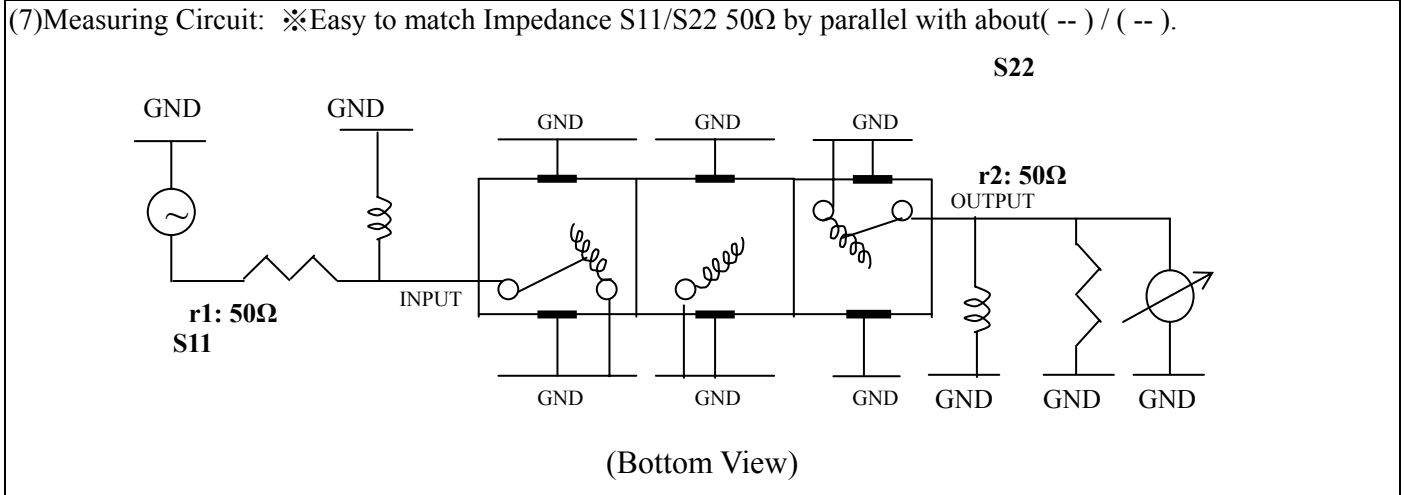 (7)Measuring Circuit: ※Easy to match Impedance S11/S22 50Ω by parallel with about( -- ) / ( -- ).
S22
GND GND GND GND GND
r2: 50Ω
OUTPUT
INPUT
r1: 50Ω
S11
GND GND GND GND GND GND
(Bottom View)